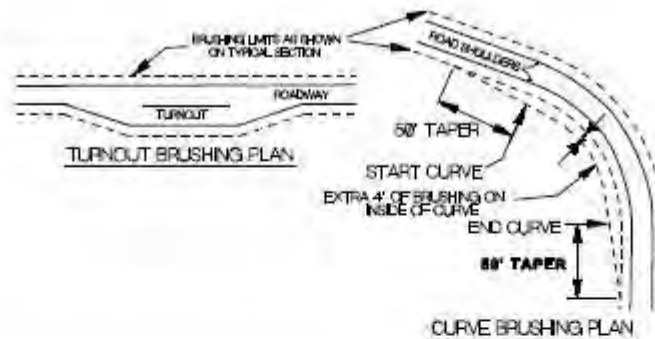 BRUSHING LIMITS AS SHOWN
ON TYPICAL SECTION
ROADWAY
TURNOUT
TURNOUT BRUSHING PLAN
ROAD SHOULDERS
50' TAPER
START CURVE
EXTRA 4' OF BRUSHING ON
INSIDE OF CURVE
END CURVE
50' TAPER
CURVE BRUSHING PLAN